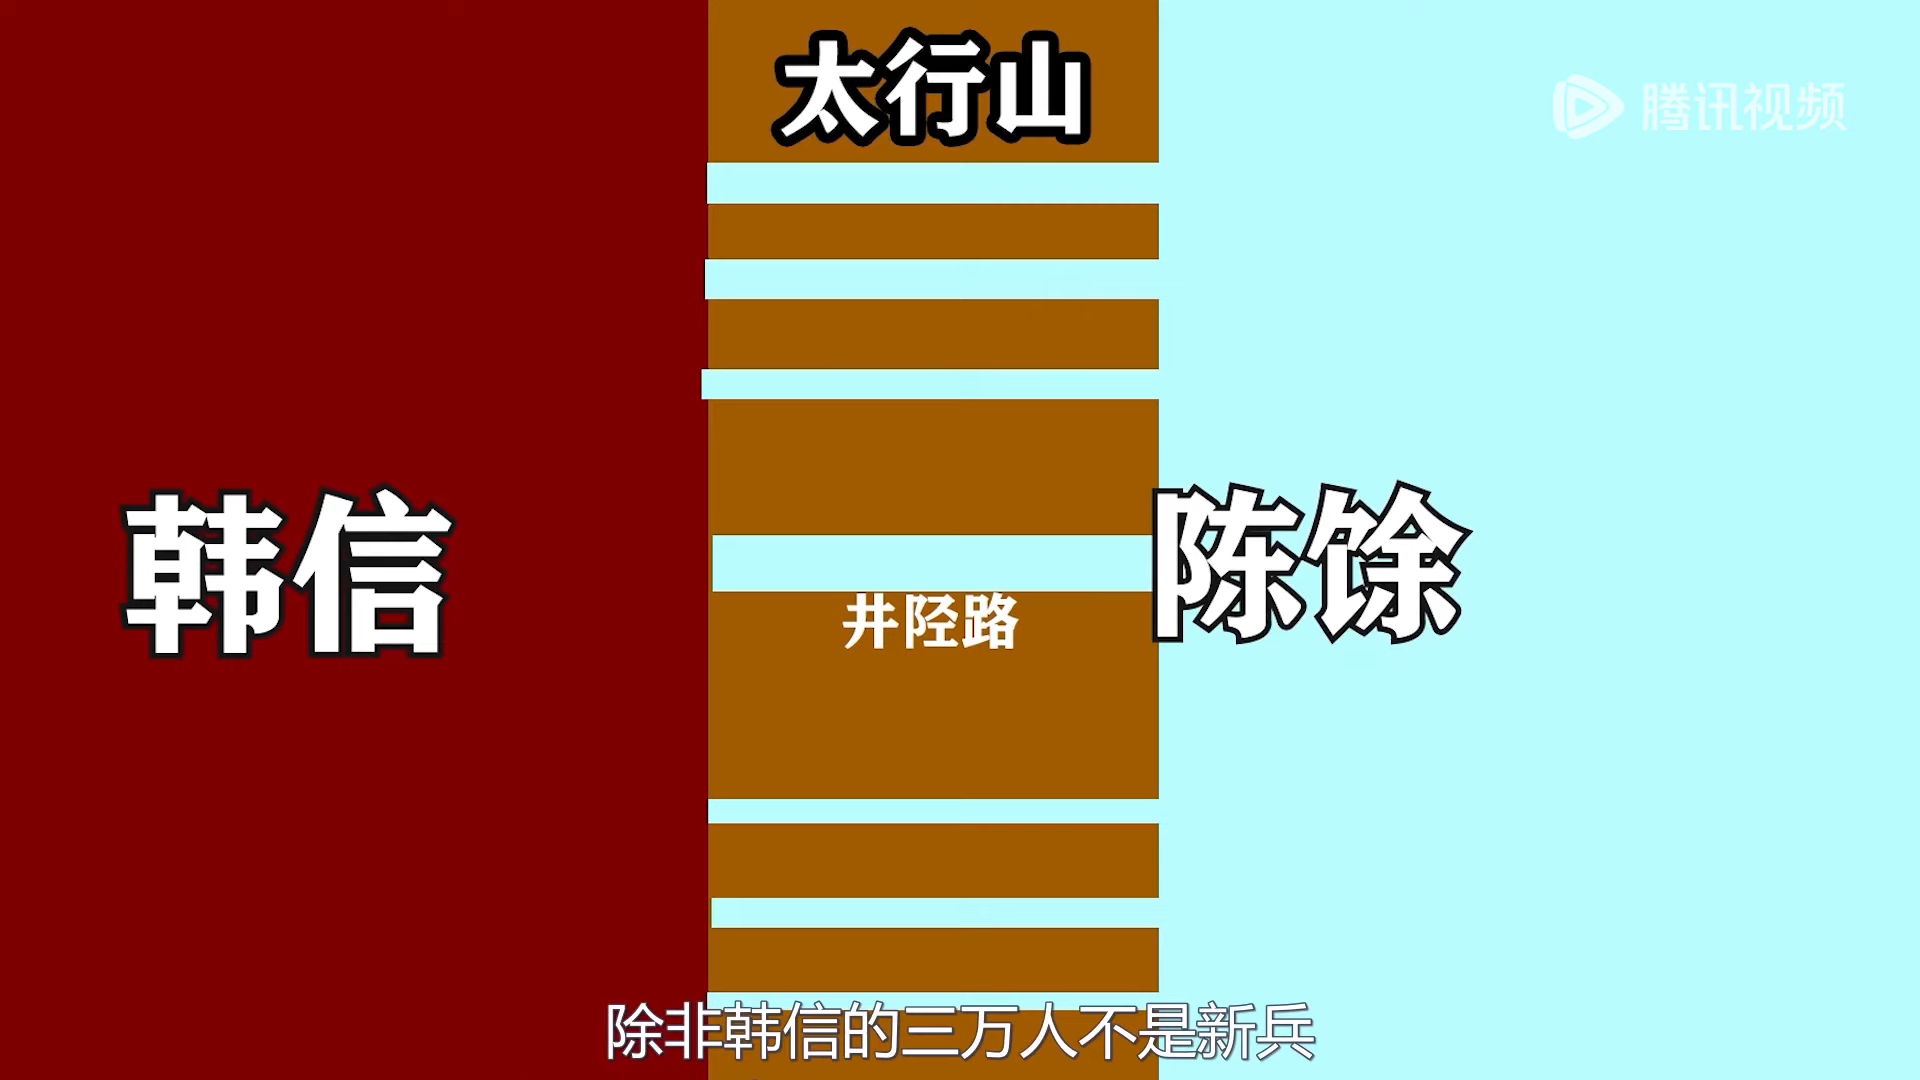 太行山
腾讯视频
韩信
陈馀
井陉路
除非韩信的三万人不是新兵